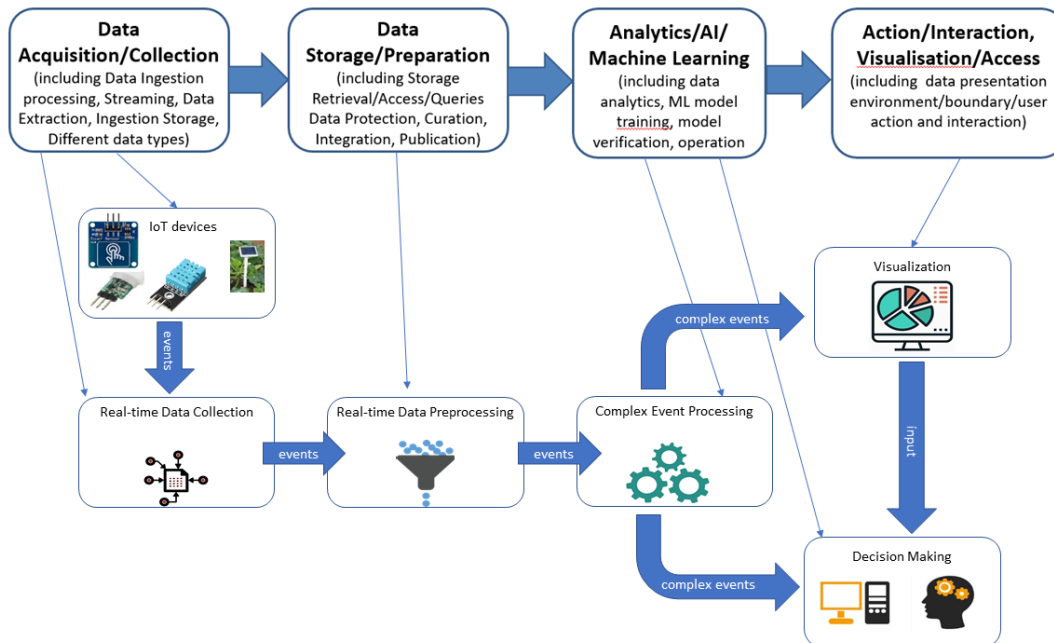 Data
Acquisition/Collection
(including Data Ingestion
processing, Streaming, Data
Extraction, Ingestion Storage,
Different data types)
Data
Storage/Preparation
(including Storage
Retrieval/Access/Queries
Data Protection, Curation,
Integration, Publication)
Analytics/AI/
Machine Learning
(including data
analytics, ML model
training, model
verification, operation
Action/Interaction,
Visualisation/Access
(including data presentation
environment/boundary/user
action and interaction)
IoT devices
events
Real-time Data Collection
events
Real-time Data Preprocessing
events
Complex Event Processing
complex events
complex events
Visualization
input
Decision Making